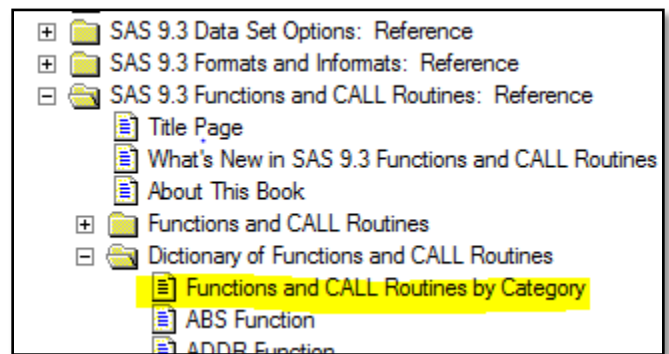 SAS 9.3 Data Set Options: Reference
SAS 9.3 Formats and Informats: Reference
SAS 9.3 Functions and CALL Routines: Reference
Title Page
What's New in SAS 9.3 Functions and CALL Routines
About This Book
Functions and CALL Routines
Dictionary of Functions and CALL Routines
Functions and CALL Routines by Category
ABS Function
ADDR Function